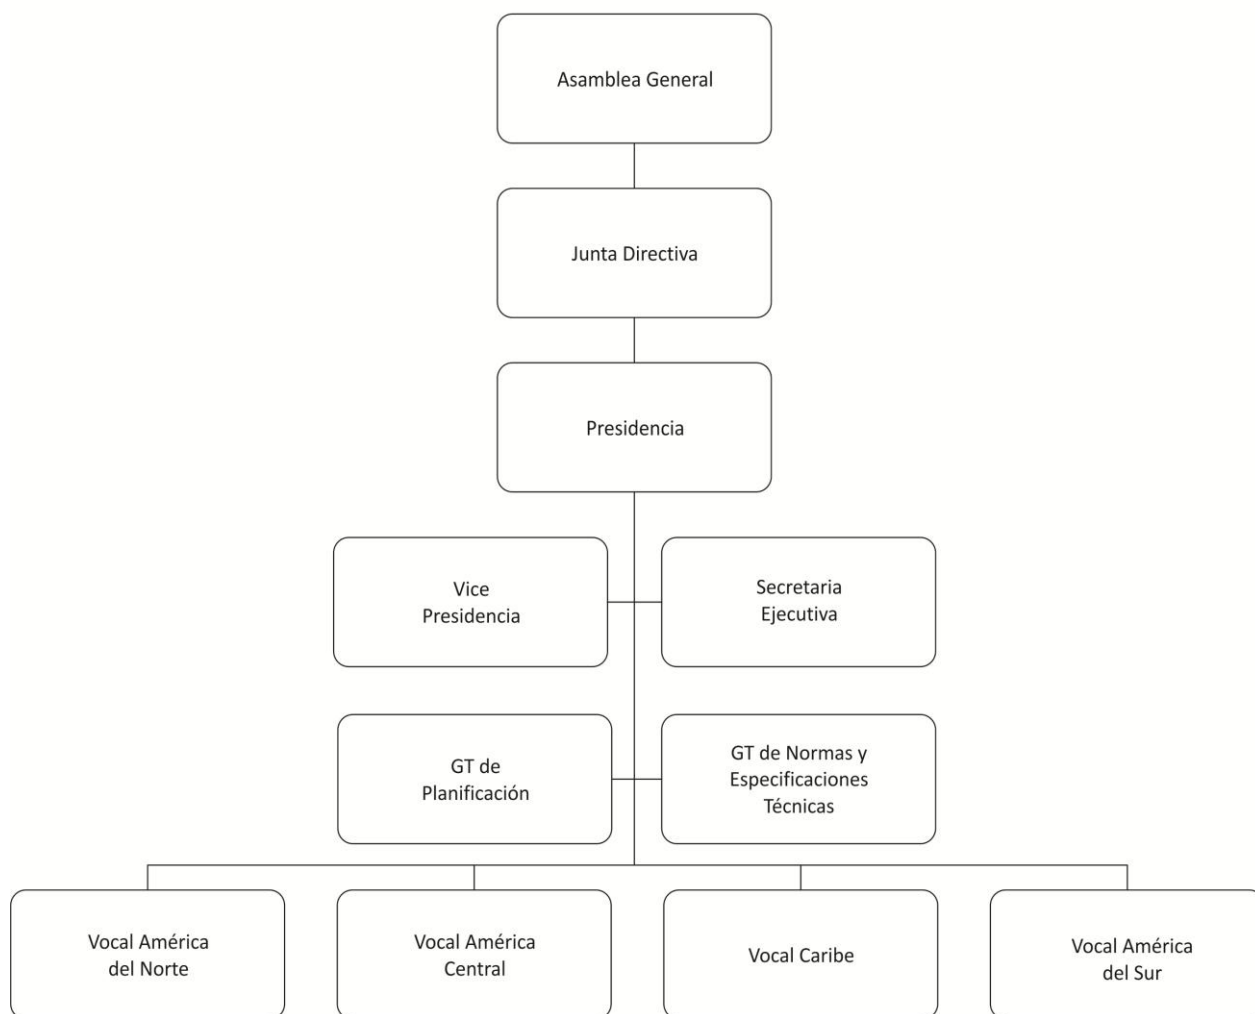 Asamblea General
Junta Directiva
Presidencia
Vice
Presidencia
Secretaria
Ejecutiva
GT de
Planificación
GT de Normas y
Especificaciones
Técnicas
Vocal América
del Norte
Vocal América
Central
Vocal Caribe
Vocal América
del Sur